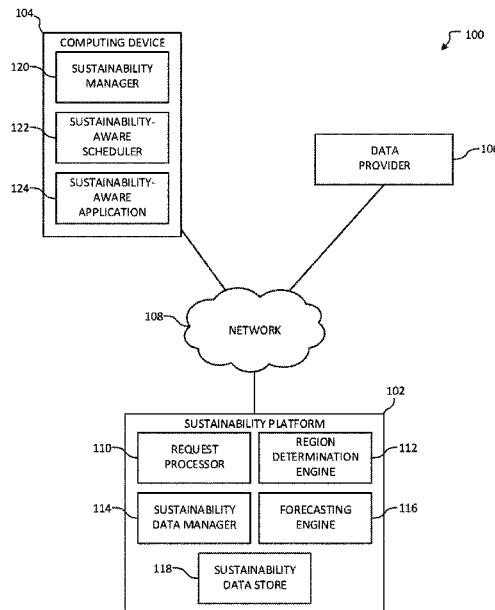 104
COMPUTING DEVICE
100
120
SUSTAINABILITY
MANAGER
122
SUSTAINABILITY-
AWARE
SCHEDULER
124
SUSTAINABILITY-
AWARE
APPLICATION
DATA
PROVIDER
106
108
NETWORK
102
SUSTAINABILITY PLATFORM
110
REQUEST
PROCESSOR
REGION
DETERMINATION
ENGINE
112
114
SUSTAINABILITY
DATA MANAGER
FORECASTING
ENGINE
116
118
SUSTAINABILITY
DATA STORE